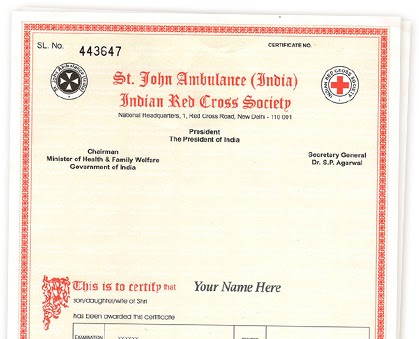 SL. No. 443647 CERTIFICATE NO.
St. John Ambulance (India)
Indian Red Cross Society
National Headquarters, 1, Red Cross Road, New Delhi - 110 001
President
The President of India
Chairman
Minister of Health & Family Welfare
Government of India
Secretary General
Dr. S.P. Agarwal
This is to certify that Your Name Here
son/daughter/wife of Shri
has been awarded this certificate
EXAMINATION